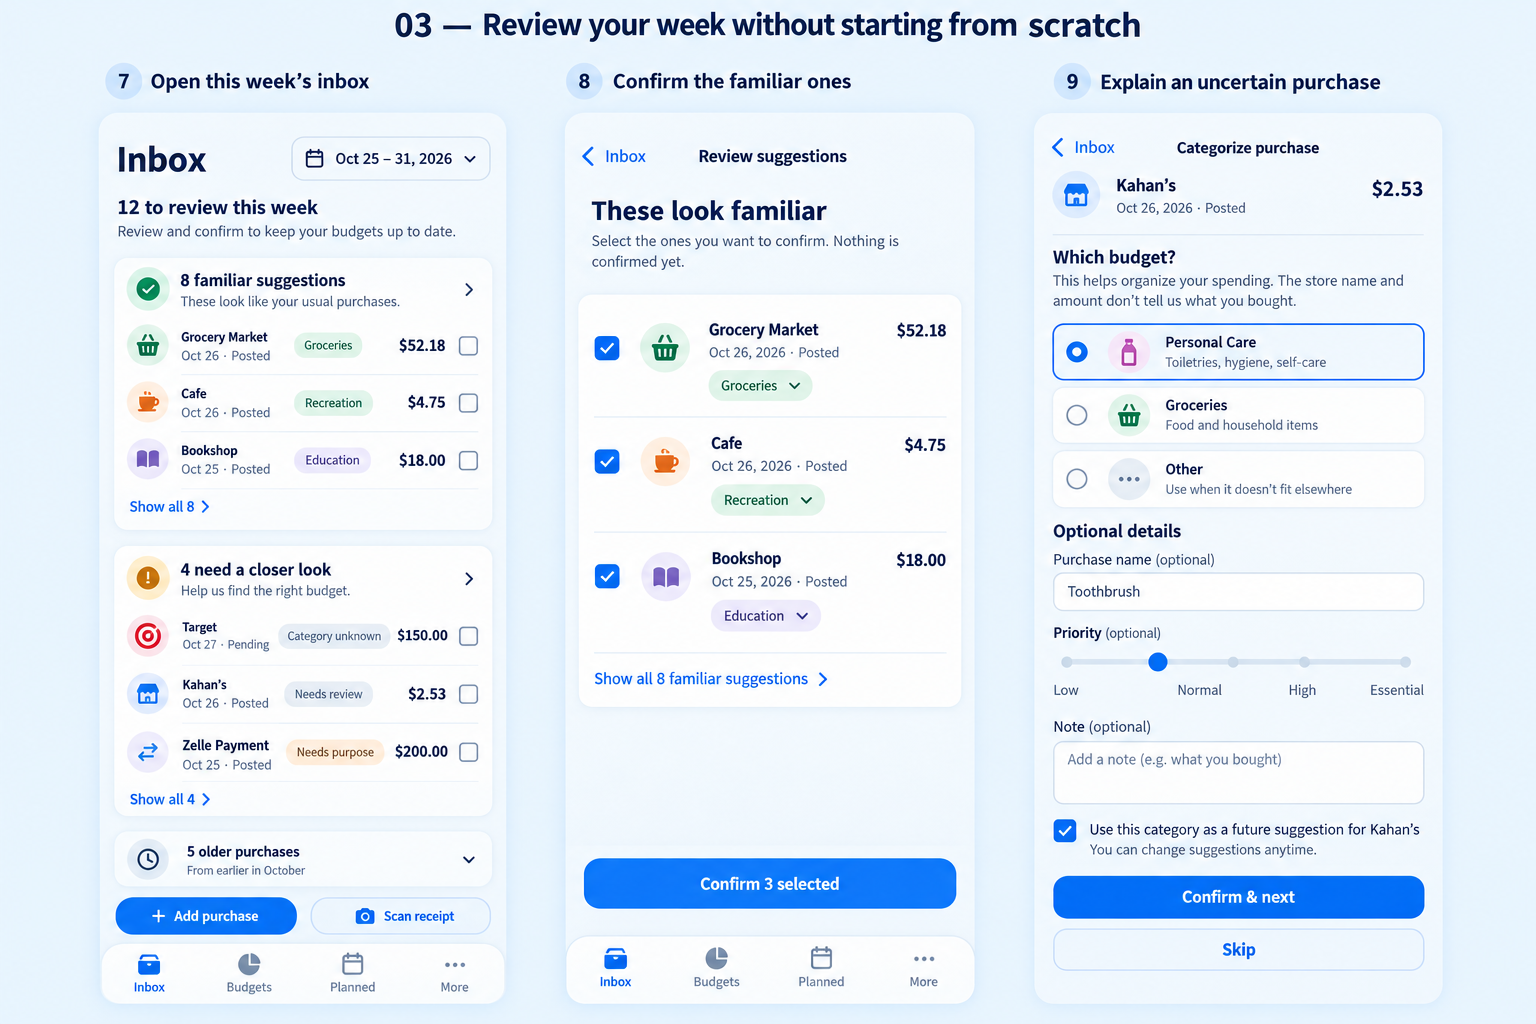 03 — Review your week without starting from scratch
7 Open this week’s inbox
Inbox
Oct 25 – 31, 2026
12 to review this week
Review and confirm to keep your budgets up to date.
8 familiar suggestions
These look like your usual purchases.
Grocery Market
Oct 26 · Posted
Groceries
$52.18
Cafe
Oct 26 · Posted
Recreation
$4.75
Bookshop
Oct 25 · Posted
Education
$18.00
Show all 8
4 need a closer look
Help us find the right budget.
Target
Oct 27 · Pending
Category unknown
$150.00
Kahan’s
Oct 26 · Posted
Needs review
$2.53
Zelle Payment
Oct 25 · Posted
Needs purpose
$200.00
Show all 4
5 older purchases
From earlier in October
Add purchase
Scan receipt
Inbox
Budgets
Planned
More
8 Confirm the familiar ones
Inbox
Review suggestions
These look familiar
Select the ones you want to confirm. Nothing is
confirmed yet.
Grocery Market
$52.18
Oct 26, 2026 · Posted
Groceries
Cafe
$4.75
Oct 26, 2026 · Posted
Recreation
Bookshop
$18.00
Oct 25, 2026 · Posted
Education
Show all 8 familiar suggestions
Confirm 3 selected
Inbox
Budgets
Planned
More
9 Explain an uncertain purchase
Inbox
Categorize purchase
Kahan’s
$2.53
Oct 26, 2026 · Posted
Which budget?
This helps organize your spending. The store name and
amount don’t tell us what you bought.
Personal Care
Toiletries, hygiene, self-care
Groceries
Food and household items
Other
Use when it doesn’t fit elsewhere
Optional details
Purchase name (optional)
Toothbrush
Priority (optional)
Low
Normal
High
Essential
Note (optional)
Add a note (e.g. what you bought)
Use this category as a future suggestion for Kahan’s
You can change suggestions anytime.
Confirm & next
Skip